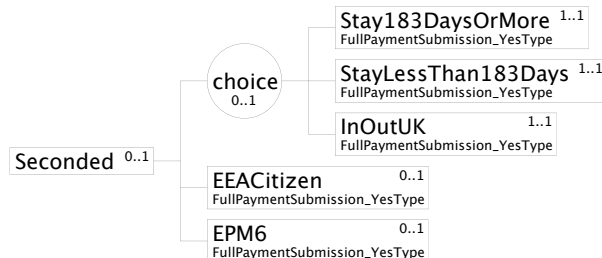 Stay183DaysOrMore 1..1
FullPaymentSubmission_YesType
StayLessThan183Days 1..1
FullPaymentSubmission_YesType
choice
0..1
InOutUK 1..1
FullPaymentSubmission_YesType
Seconded 0..1
EEACitizen 0..1
FullPaymentSubmission_YesType
EPM6 0..1
FullPaymentSubmission_YesType